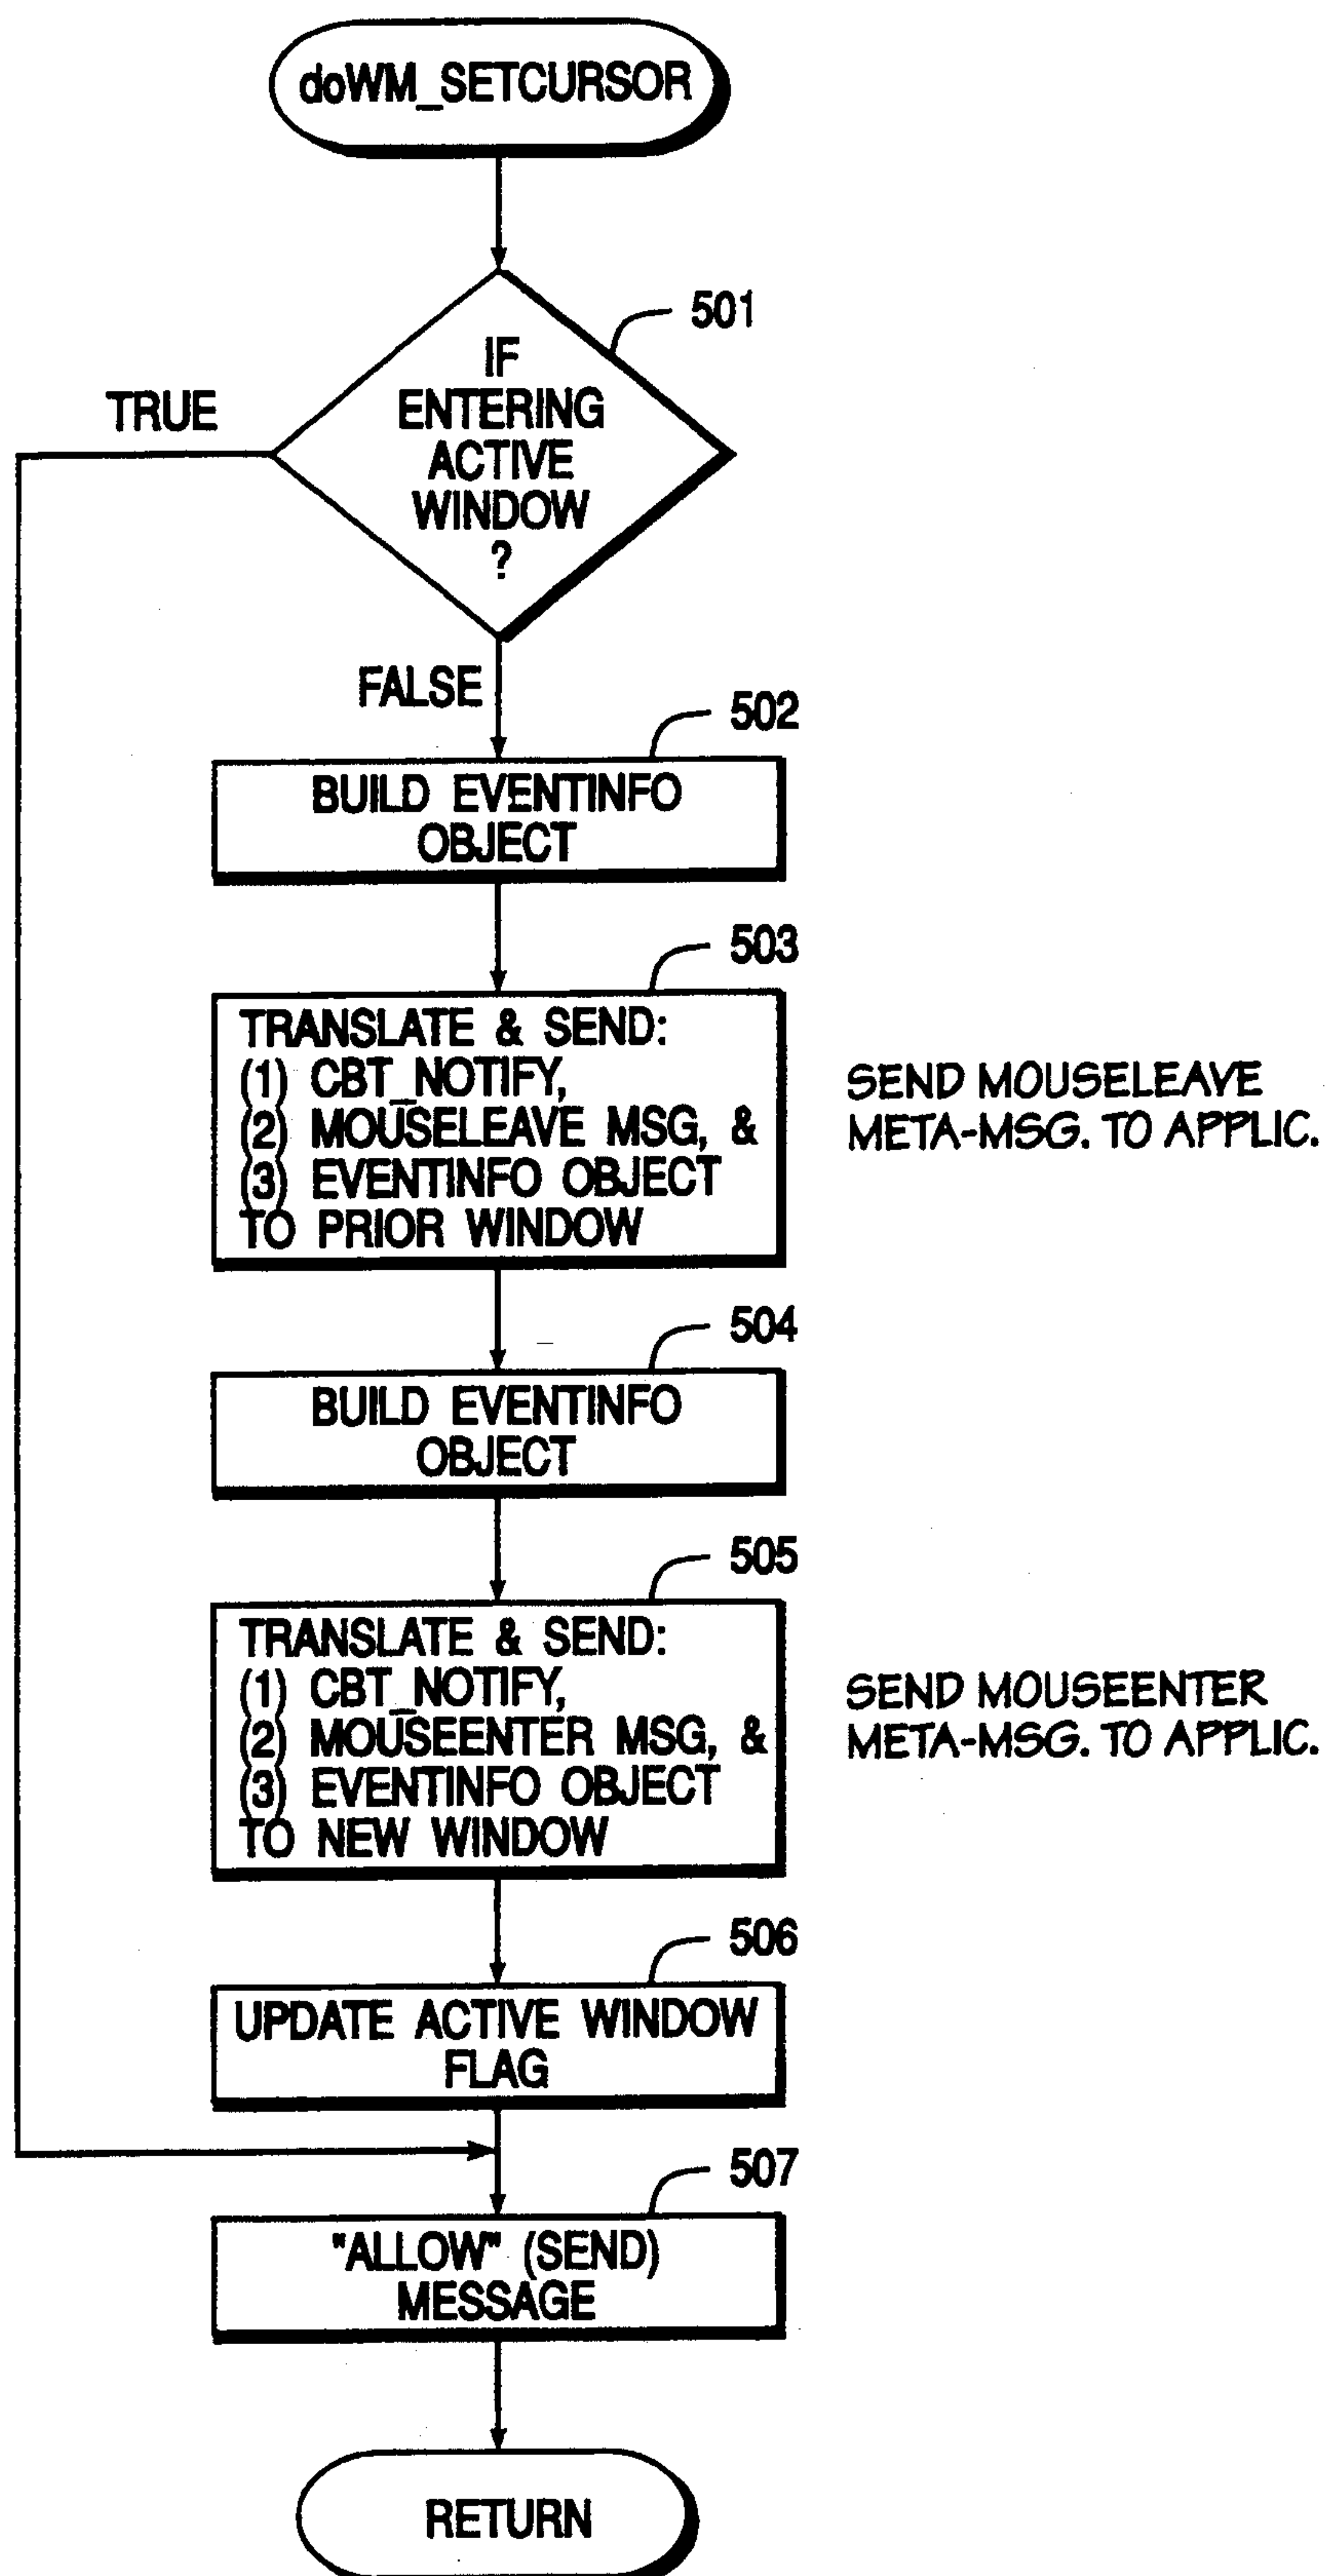 doWM_SETCURSOR
501
IF
ENTERING
ACTIVE
WINDOW
?
TRUE
FALSE
502
BUILD EVENTINFO
OBJECT
503
TRANSLATE & SEND:
(1) CBT_NOTIFY,
(2) MOUSELEAVE MSG, &
(3) EVENTINFO OBJECT
TO PRIOR WINDOW
SEND MOUSELEAVE
META-MSG. TO APPLIC.
504
BUILD EVENTINFO
OBJECT
505
TRANSLATE & SEND:
(1) CBT_NOTIFY,
(2) MOUSEENTER MSG, &
(3) EVENTINFO OBJECT
TO NEW WINDOW
SEND MOUSEENTER
META-MSG. TO APPLIC.
506
UPDATE ACTIVE WINDOW
FLAG
507
"ALLOW" (SEND)
MESSAGE
RETURN